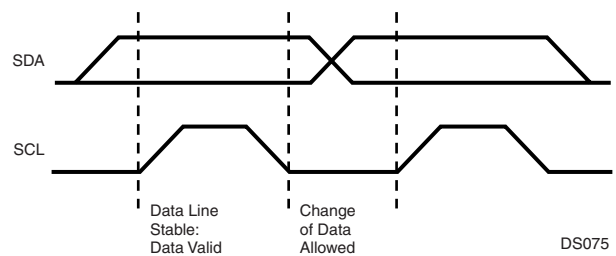 SDA
SCL
Data Line
Stable:
Data Valid
Change
of Data
Allowed
DS075